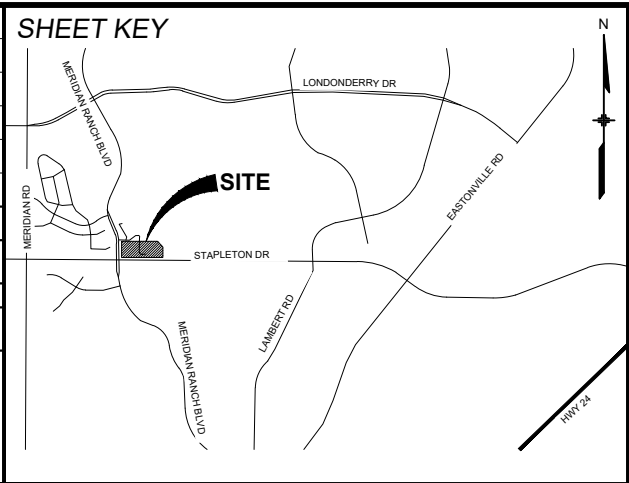 SHEET KEY
N
MERIDIAN RANCH BLVD
LONDONDERRY DR
SITE
MERIDIAN RD
EASTONVILLE RD
STAPLETON DR
LAMBERT RD
MERIDIAN RANCH BLVD
HWY 24